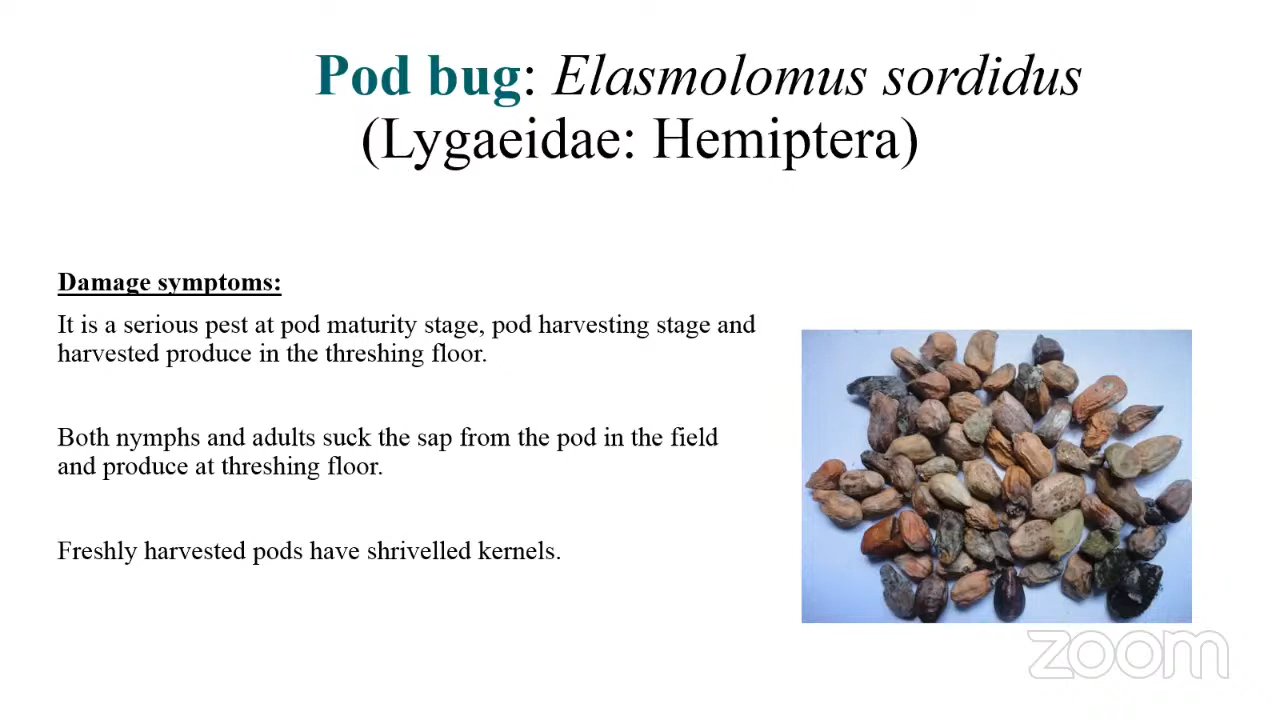 Pod bug: Elasmolomus sordidus
(Lygaeidae: Hemiptera)
Damage symptoms:
It is a serious pest at pod maturity stage, pod harvesting stage and
harvested produce in the threshing floor.
Both nymphs and adults suck the sap from the pod in the field
and produce at threshing floor.
Freshly harvested pods have shrivelled kernels.
zoom